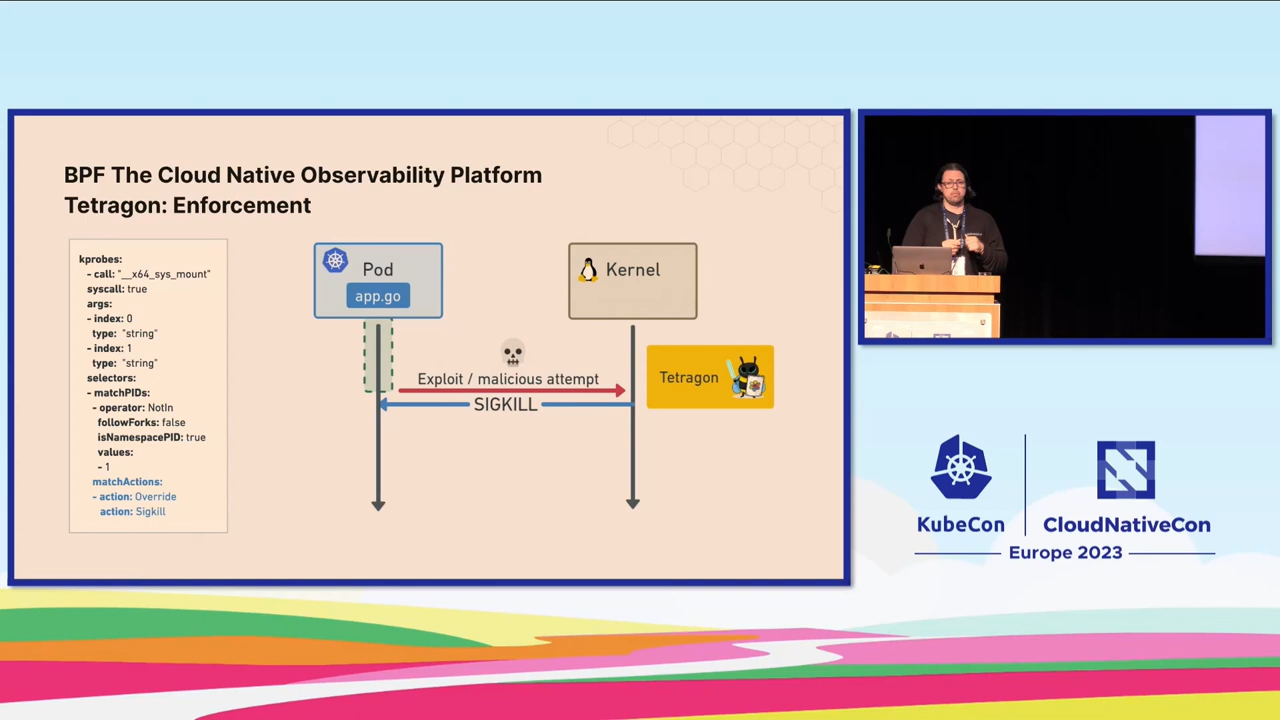 BPF The Cloud Native Observability Platform
Tetragon: Enforcement
kprobes:
- call: "__x64_sys_mount"
syscall: true
args:
- index: 0
type: "string"
- index: 1
type: "string"
selectors:
- matchPIDs:
- operator: NotIn
followForks: false
isNamespacePID: true
values:
- 1
matchActions:
- action: Override
action: Sigkill
Pod
app.go
Kernel
Exploit / malicious attempt
SIGKILL
Tetragon
KubeCon
CloudNativeCon
Europe 2023